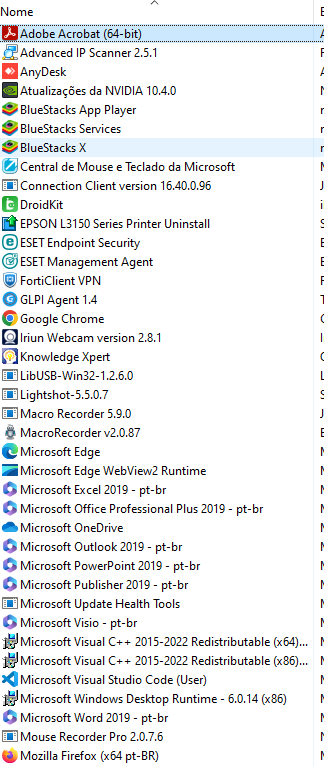 Nome
Adobe Acrobat (64-bit)
Advanced IP Scanner 2.5.1
AnyDesk
Atualizações da NVIDIA 10.4.0
BlueStacks App Player
BlueStacks Services
BlueStacks X
Central de Mouse e Teclado da Microsoft
Connection Client version 16.40.0.96
DroidKit
EPSON L3150 Series Printer Uninstall
ESET Endpoint Security
ESET Management Agent
FortiClient VPN
GLPI Agent 1.4
Google Chrome
Iriun Webcam version 2.8.1
Knowledge Xpert
LibUSB-Win32-1.2.6.0
Lightshot-5.5.0.7
Macro Recorder 5.9.0
MacroRecorder v2.0.87
Microsoft Edge
Microsoft Edge WebView2 Runtime
Microsoft Excel 2019 - pt-br
Microsoft Office Professional Plus 2019 - pt-br
Microsoft OneDrive
Microsoft Outlook 2019 - pt-br
Microsoft PowerPoint 2019 - pt-br
Microsoft Publisher 2019 - pt-br
Microsoft Update Health Tools
Microsoft Visio - pt-br
Microsoft Visual C++ 2015-2022 Redistributable (x64)...
Microsoft Visual C++ 2015-2022 Redistributable (x86)...
Microsoft Visual Studio Code (User)
Microsoft Windows Desktop Runtime - 6.0.14 (x86)
Microsoft Word 2019 - pt-br
Mouse Recorder Pro 2.0.7.6
Mozilla Firefox (x64 pt-BR)